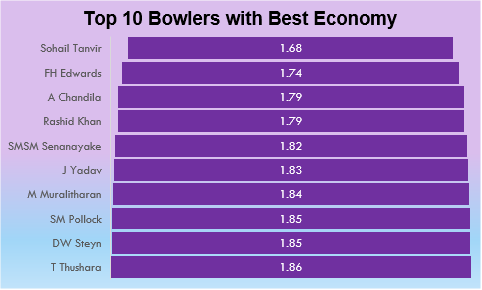 Top 10 Bowlers with Best Economy
Sohail Tanvir 1.68
FH Edwards 1.74
A Chandila 1.79
Rashid Khan 1.79
SMSM Senanayake 1.82
J Yadav 1.83
M Muralitharan 1.84
SM Pollock 1.85
DW Steyn 1.85
T Thushara 1.86